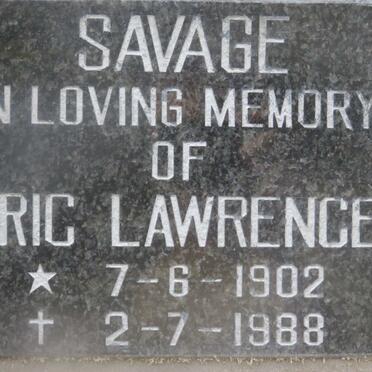 SAVAGE
N LOVING MEMORY
OF
RIC LAWRENCE
★ 7-6-1902
† 2-7-1988